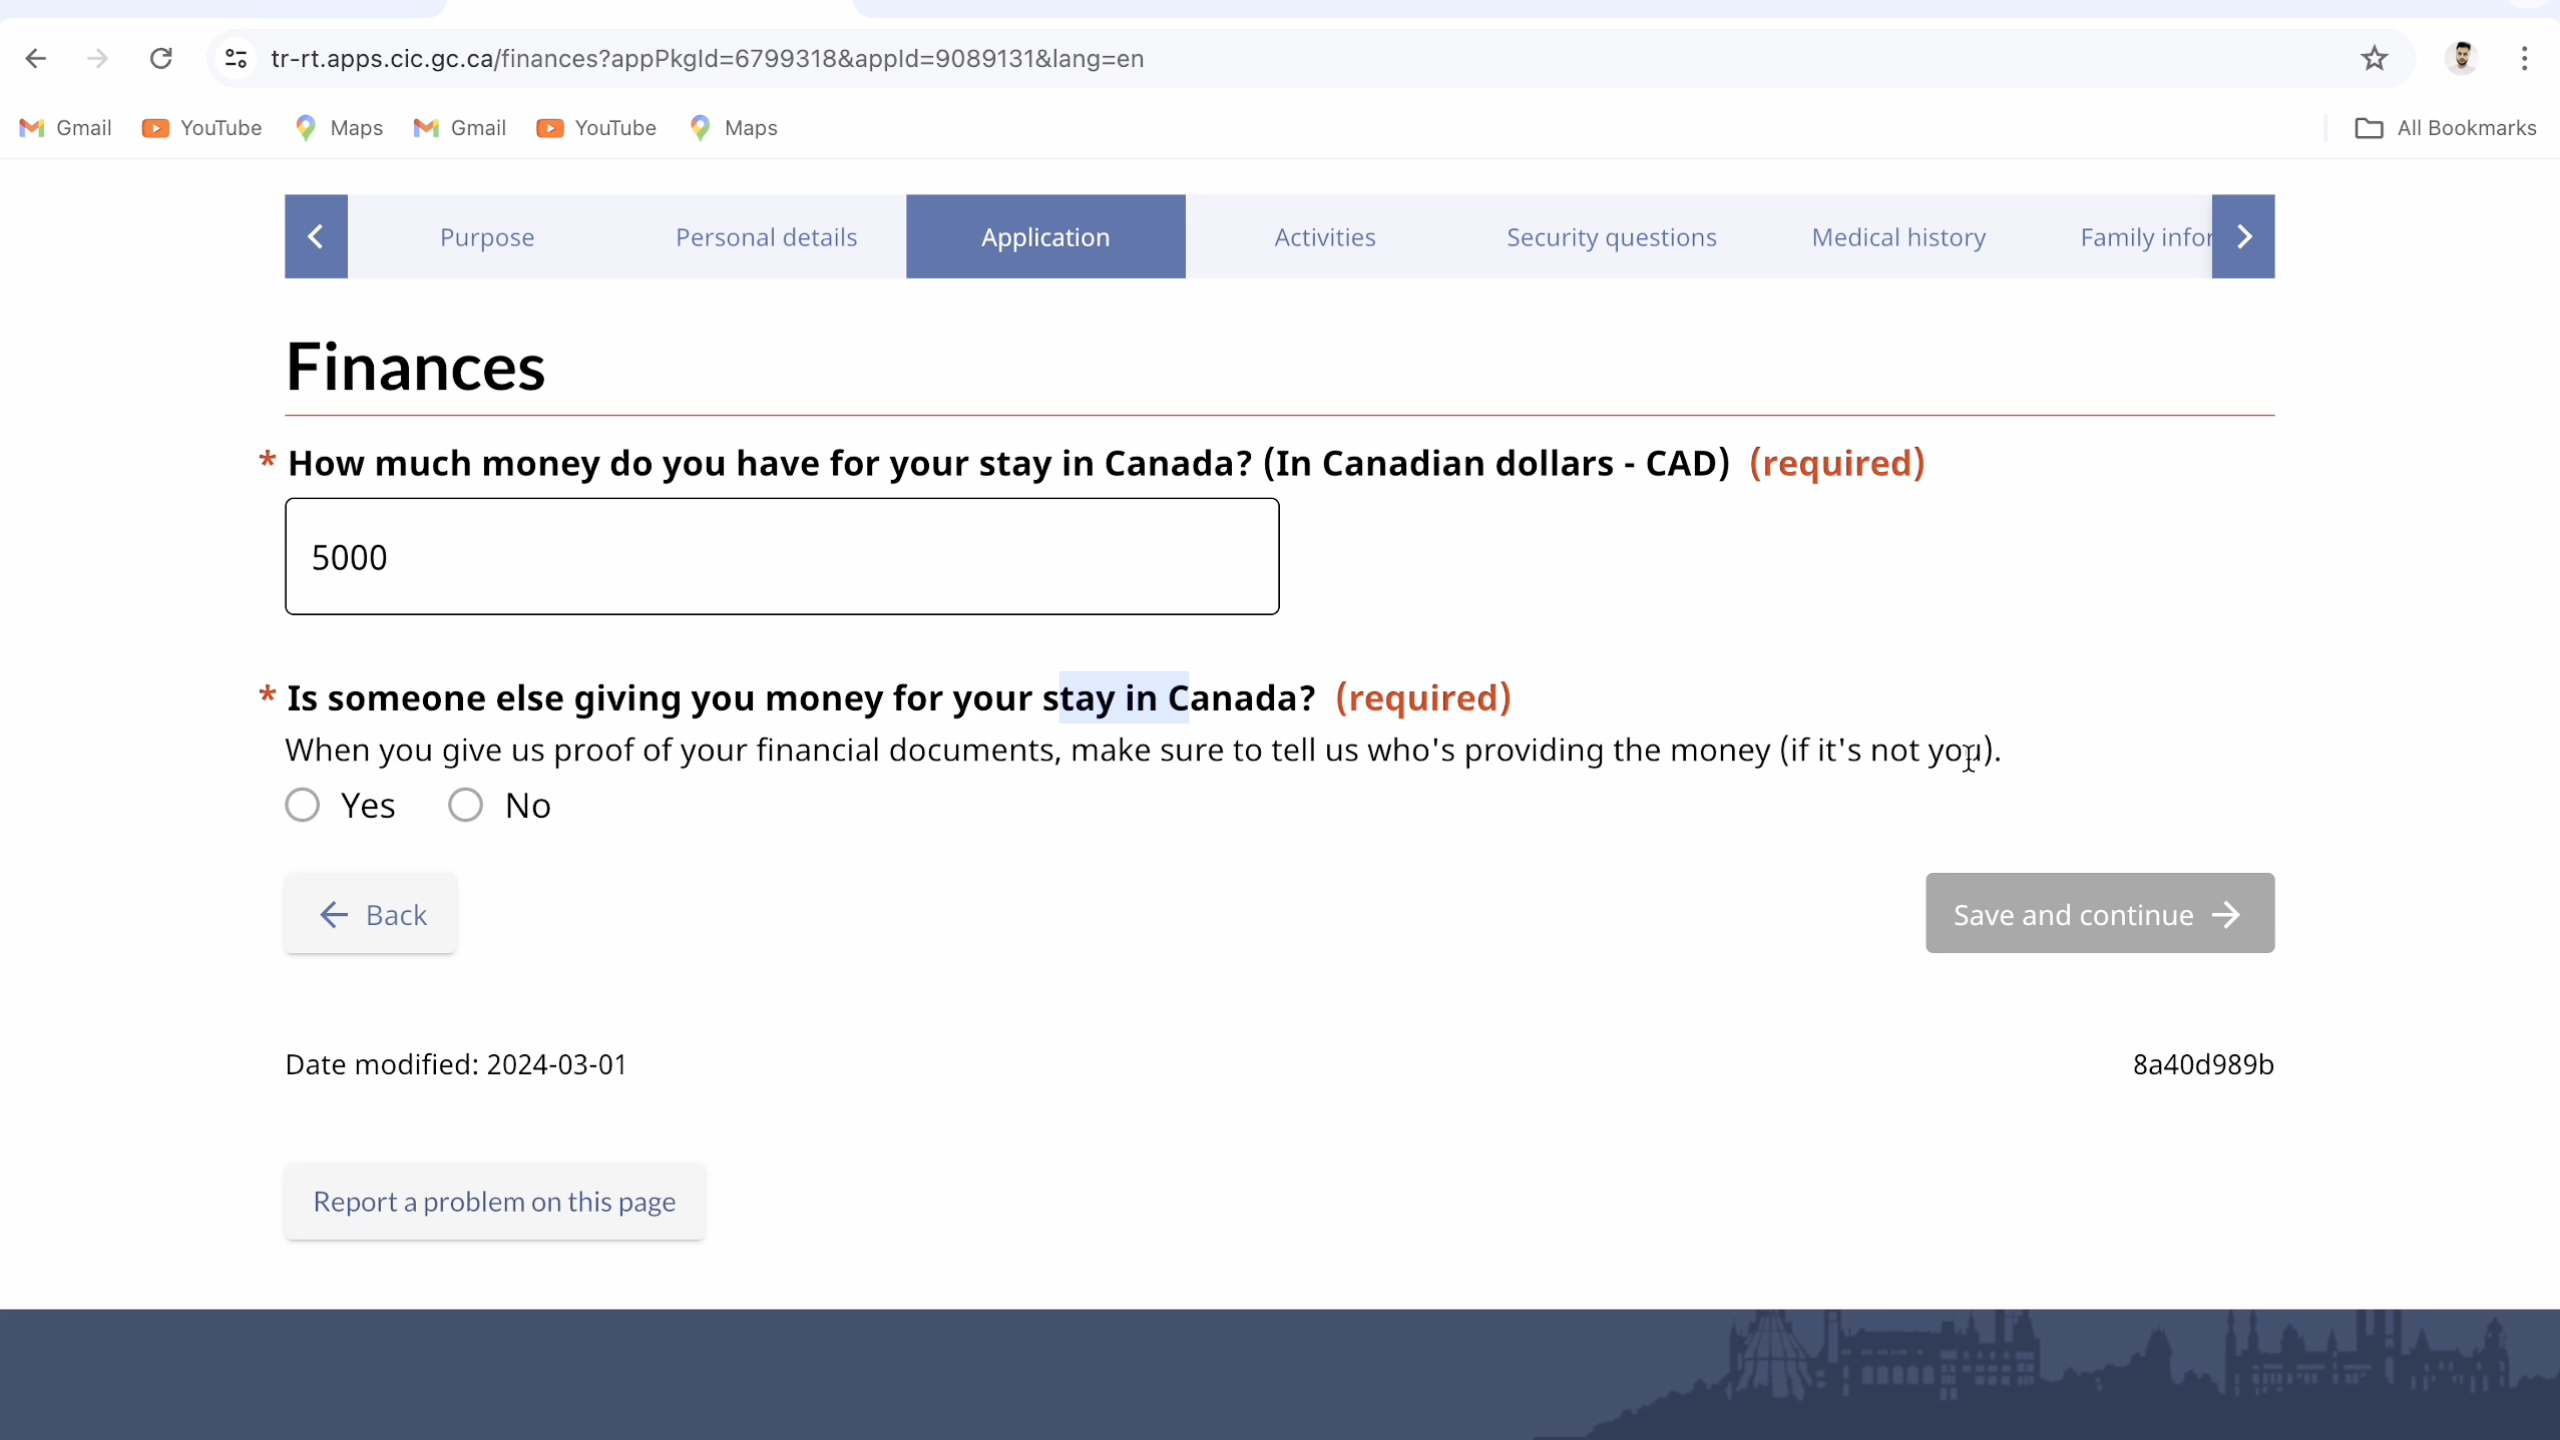 tr-rt.apps.cic.gc.ca/finances?appPkgId=6799318&appId=9089131&lang=en
Gmail YouTube Maps Gmail YouTube Maps All Bookmarks
Purpose Personal details Application Activities Security questions Medical history Family infor
Finances
* How much money do you have for your stay in Canada? (In Canadian dollars - CAD) (required)
5000
* Is someone else giving you money for your stay in Canada? (required)
When you give us proof of your financial documents, make sure to tell us who's providing the money (if it's not you).
Yes No
Back Save and continue
Date modified: 2024-03-01 8a40d989b
Report a problem on this page